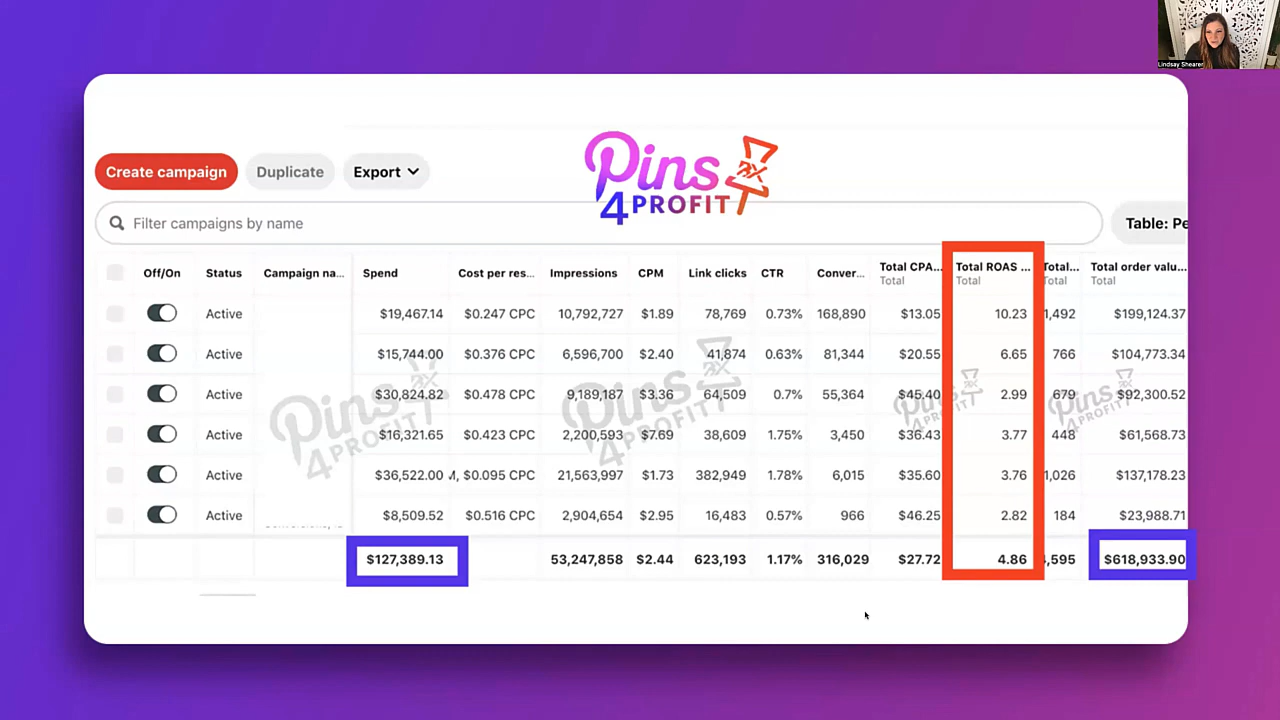 Lindsay Shearer
Pins
4PROFIT
Create campaign Duplicate Export
Filter campaigns by name Table: Pe
Off/On Status Campaign na... Spend Cost per res... Impressions CPM Link clicks CTR Conver... Total CPA... Total ROAS ... Total... Total order valu...
Total Total Total Total
Active $19,467.14 $0.247 CPC 10,792,727 $1.89 78,769 0.73% 168,890 $13.05 10.23 1,492 $199,124.37
Active $15,744.00 $0.376 CPC 6,596,700 $2.40 41,874 0.63% 81,344 $20.55 6.65 766 $104,773.34
Active $30,824.82 $0.478 CPC 9,189,187 $3.36 64,509 0.7% 55,364 $45.40 2.99 679 $92,300.52
Active $16,321.65 $0.423 CPC 2,200,593 $7.69 38,609 1.75% 3,450 $36.43 3.77 448 $61,568.73
Active $36,522.00 $0.095 CPC 21,563,997 $1.73 382,949 1.78% 6,015 $35.60 3.76 1,026 $137,178.23
Active $8,509.52 $0.516 CPC 2,904,654 $2.95 16,483 0.57% 966 $46.25 2.82 184 $23,988.71
$127,389.13 53,247,858 $2.44 623,193 1.17% 316,029 $27.72 4.86 ,595 $618,933.90
Pins
4PROFIT
Pins
4PROFIT
Pins
4PROFIT
Pins
4PROFIT